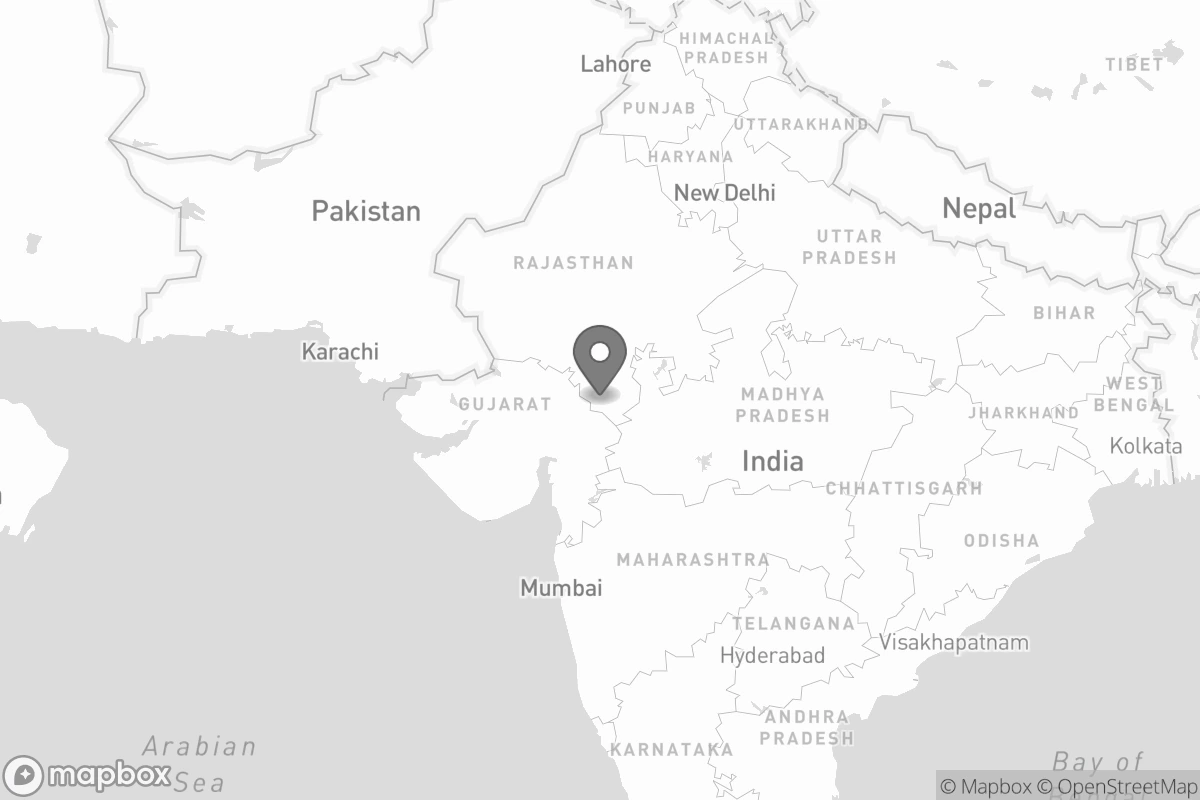 HIMACHAL
PRADESH
Lahore
TIBET
PUNJAB
UTTARAKHAND
HARYANA
New Delhi
Pakistan
Nepal
UTTAR
PRADESH
RAJASTHAN
BIHAR
Karachi
GUJARAT
MADHYA
PRADESH
WEST
BENGAL
JHARKHAND
Kolkata
India
CHHATTISGARH
ODISHA
MAHARASHTRA
Mumbai
TELANGANA
Hyderabad
Visakhapatnam
ANDHRA
PRADESH
KARNATAKA
Arabian
Sea
Bay of
mapbox
© Mapbox © OpenStreetMap